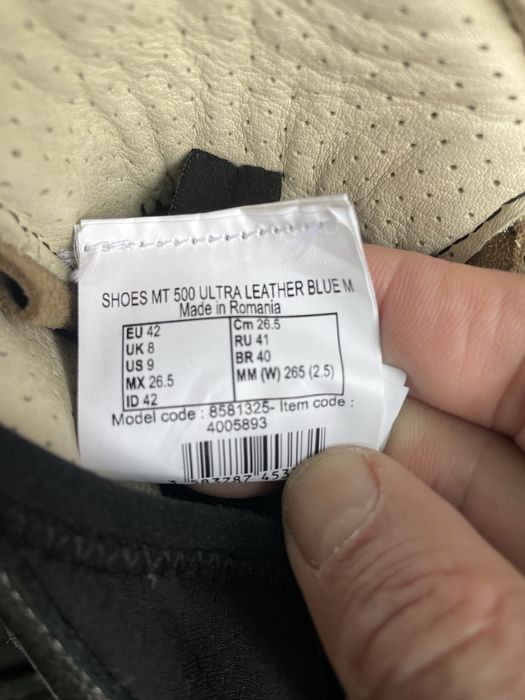 SHOES MT 500 ULTRA LEATHER BLUE M
Made in Romania
EU 42 Cm 26.5
UK 8 RU 41
US 9 BR 40
MX 26.5 MM (W) 265 (2.5)
ID 42
Model code : 8581325- Item code :
4005893